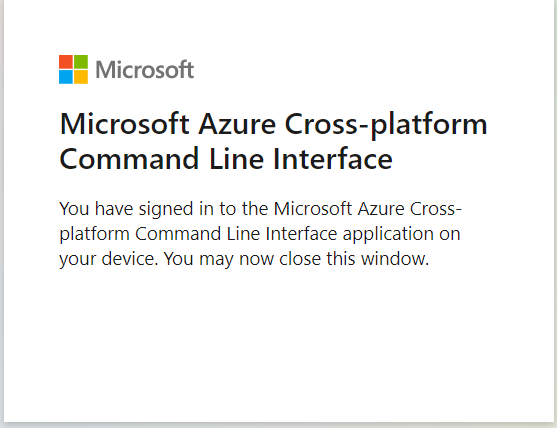 Microsoft
Microsoft Azure Cross-platform
Command Line Interface
You have signed in to the Microsoft Azure Cross-
platform Command Line Interface application on
your device. You may now close this window.